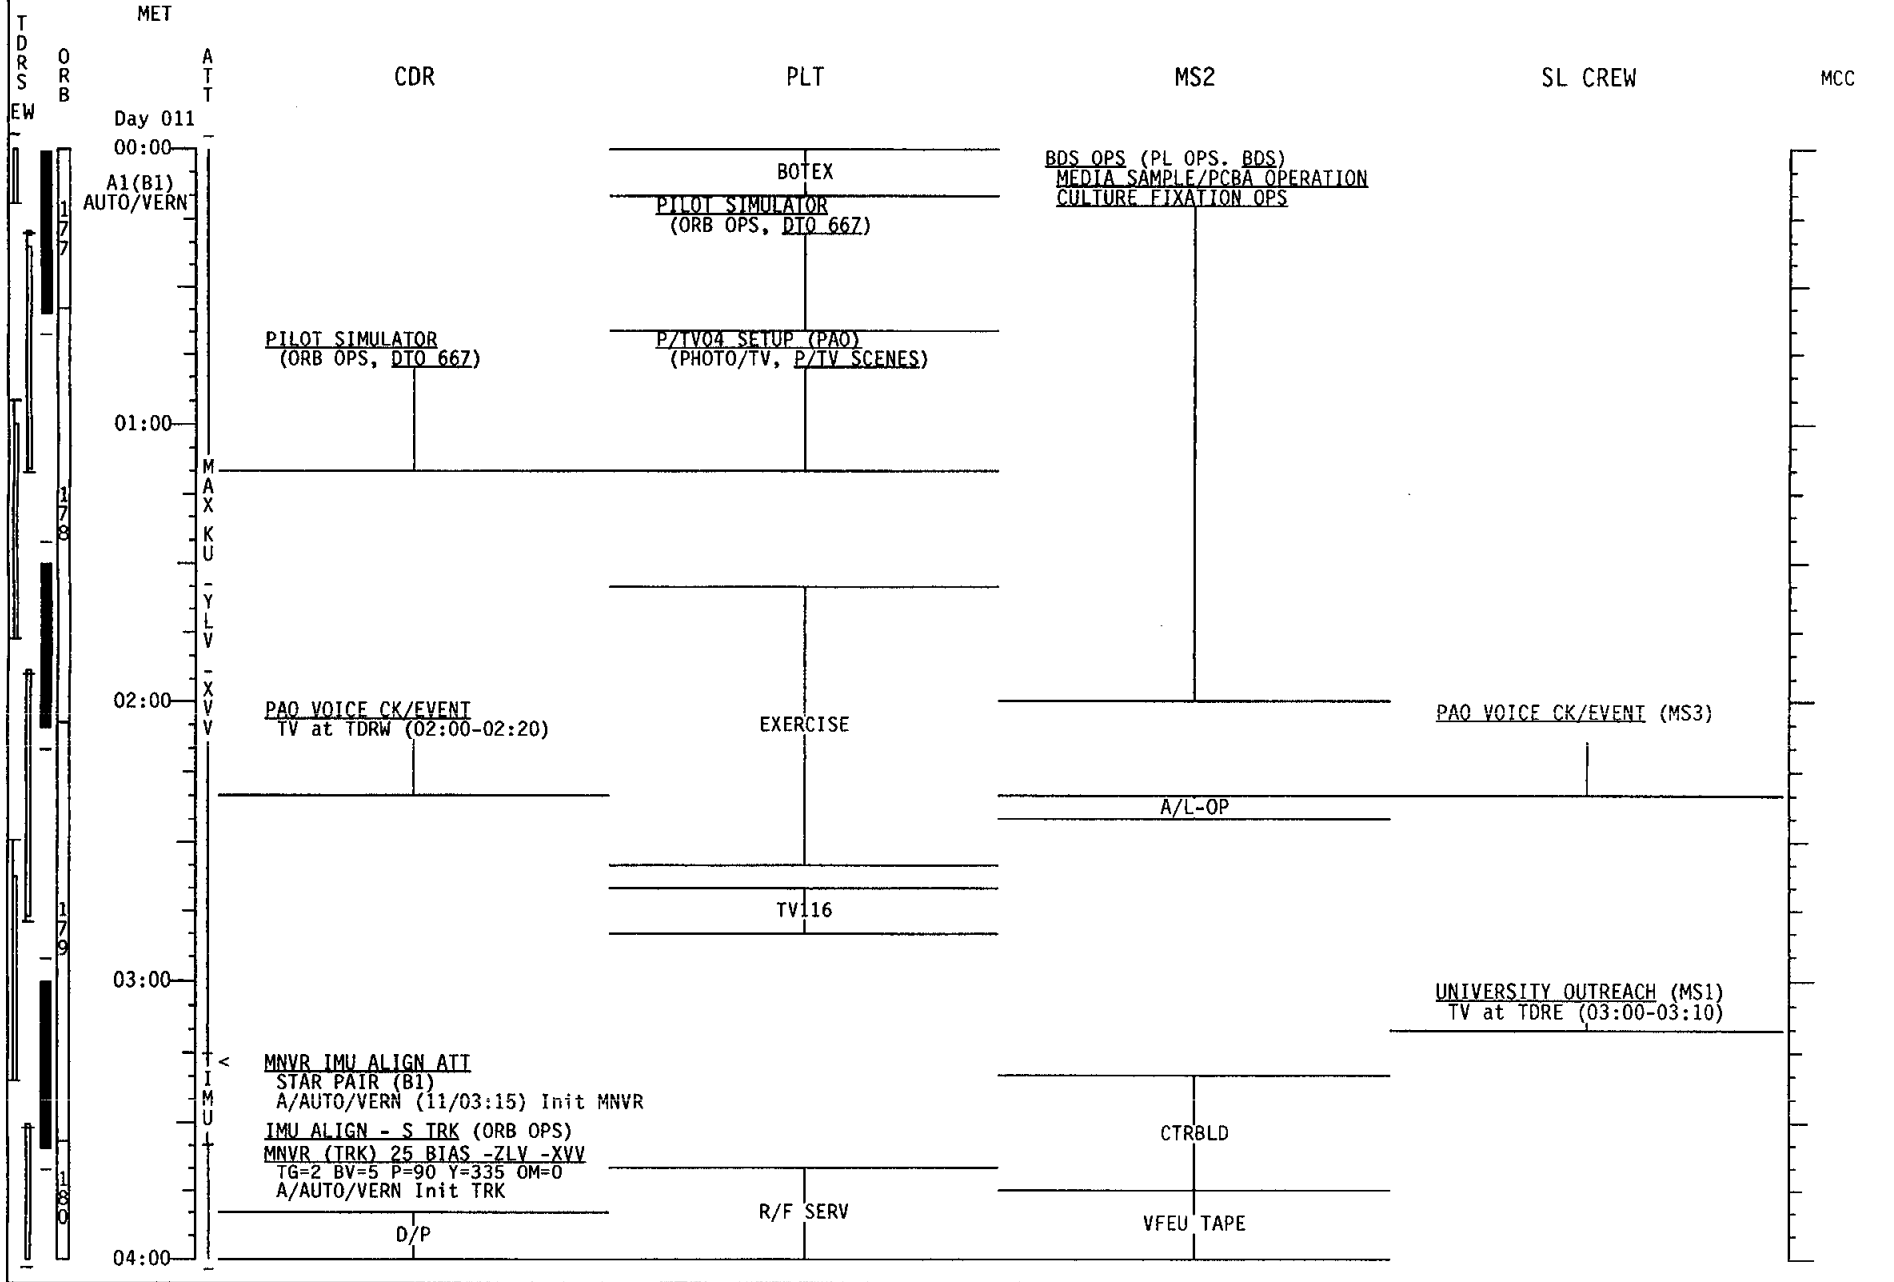 MET
TDRS
ORB
ATT
CDR
PLT
MS2
SL CREW
MCC
EW
Day 011
00:00
A1(B1)
AUTO/VERN
177
BOTEX
BDS OPS (PL OPS. BDS)
MEDIA SAMPLE/PCBA OPERATION
CULTURE FIXATION OPS
PILOT SIMULATOR
(ORB OPS, DTO 667)
PILOT SIMULATOR
(ORB OPS, DTO 667)
P/TV04 SETUP (PAO)
(PHOTO/TV, P/TV SCENES)
01:00
MAX KU -YLV -XVV
178
02:00
PAO VOICE CK/EVENT
TV at TDRW (02:00-02:20)
EXERCISE
PAO VOICE CK/EVENT (MS3)
A/L-OP
TV116
179
03:00
UNIVERSITY OUTREACH (MS1)
TV at TDRE (03:00-03:10)
IMU
<
MNVR IMU ALIGN ATT
STAR PAIR (B1)
A/AUTO/VERN (11/03:15) Init MNVR
IMU ALIGN - S TRK (ORB OPS)
MNVR (TRK) 25 BIAS -ZLV -XVV
TG=2 BV=5 P=90 Y=335 OM=0
A/AUTO/VERN Init TRK
CTRBLD
180
R/F SERV
VFEU TAPE
D/P
04:00